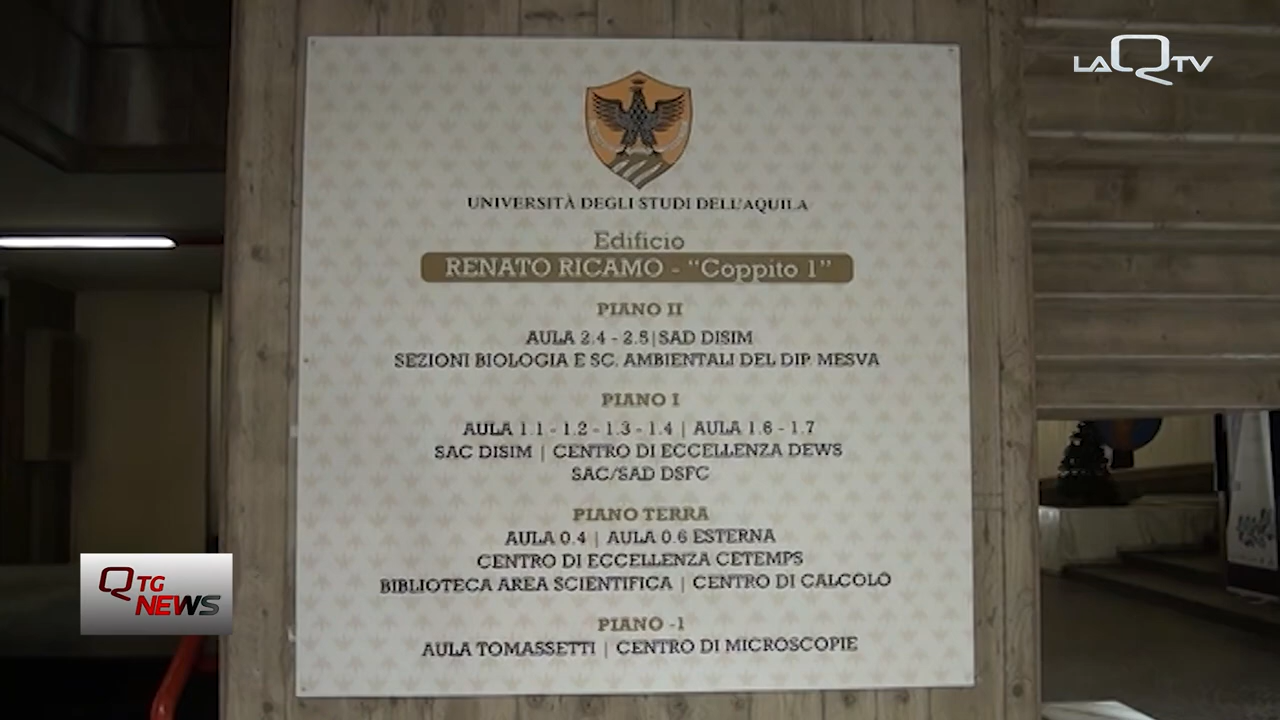 LAQTV
UNIVERSITÀ DEGLI STUDI DELL'AQUILA
Edificio
RENATO RICAMO - "Coppito 1"
PIANO II
AULA 2.4 - 2.5 | SAD DISIM
SEZIONI BIOLOGIA E SC. AMBIENTALI DEL DIP. MESVA
PIANO I
AULA 1.1 - 1.2 - 1.3 - 1.4 | AULA 1.6 - 1.7
SAC DISIM | CENTRO DI ECCELLENZA DEWS
SAC/SAD DSFC
PIANO TERRA
AULA 0.4 | AULA 0.6 ESTERNA
CENTRO DI ECCELLENZA CETEMPS
BIBLIOTECA AREA SCIENTIFICA | CENTRO DI CALCOLO
PIANO -1
AULA TOMASSETTI | CENTRO DI MICROSCOPIE
Q TG
NEWS